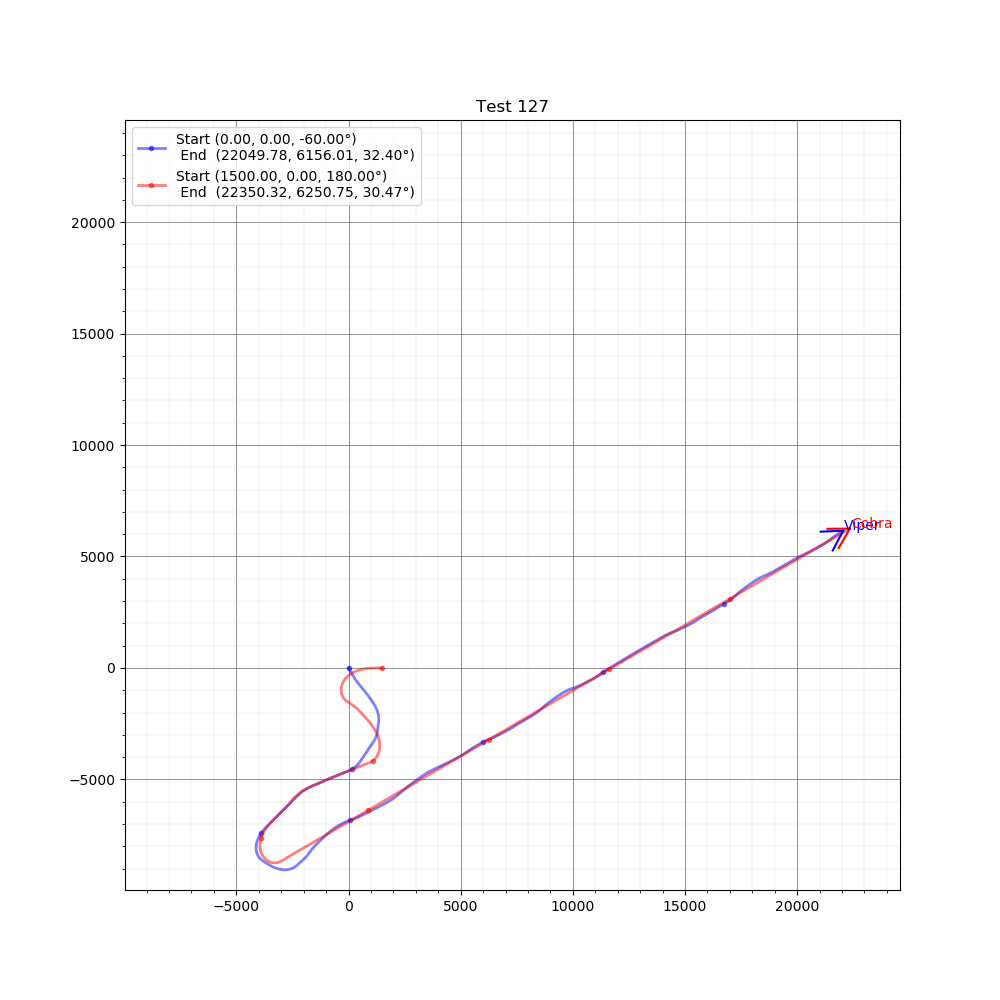 Test 127
Start (0.00, 0.00, -60.00°)
End  (22049.78, 6156.01, 32.40°)
Start (1500.00, 0.00, 180.00°)
End  (22350.32, 6250.75, 30.47°)
20000
15000
10000
5000
0
−5000
Viper
Cobra
−5000 0 5000 10000 15000 20000